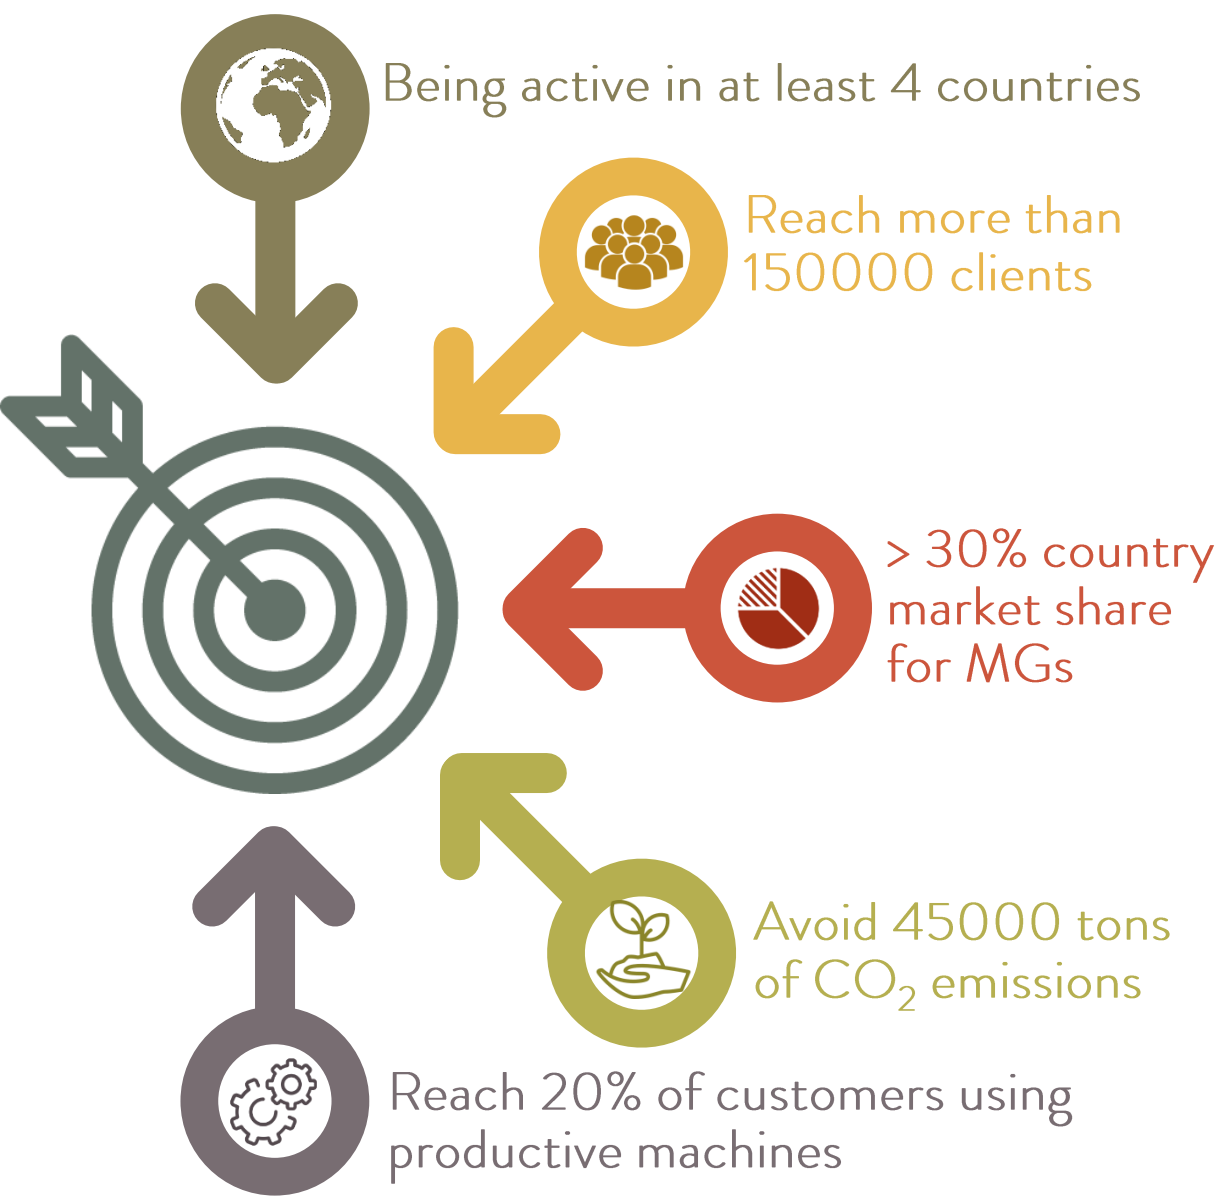 Being active in at least 4 countries
Reach more than
150000 clients
> 30% country
market share
for MGs
Avoid 45000 tons
of CO₂ emissions
Reach 20% of customers using
productive machines